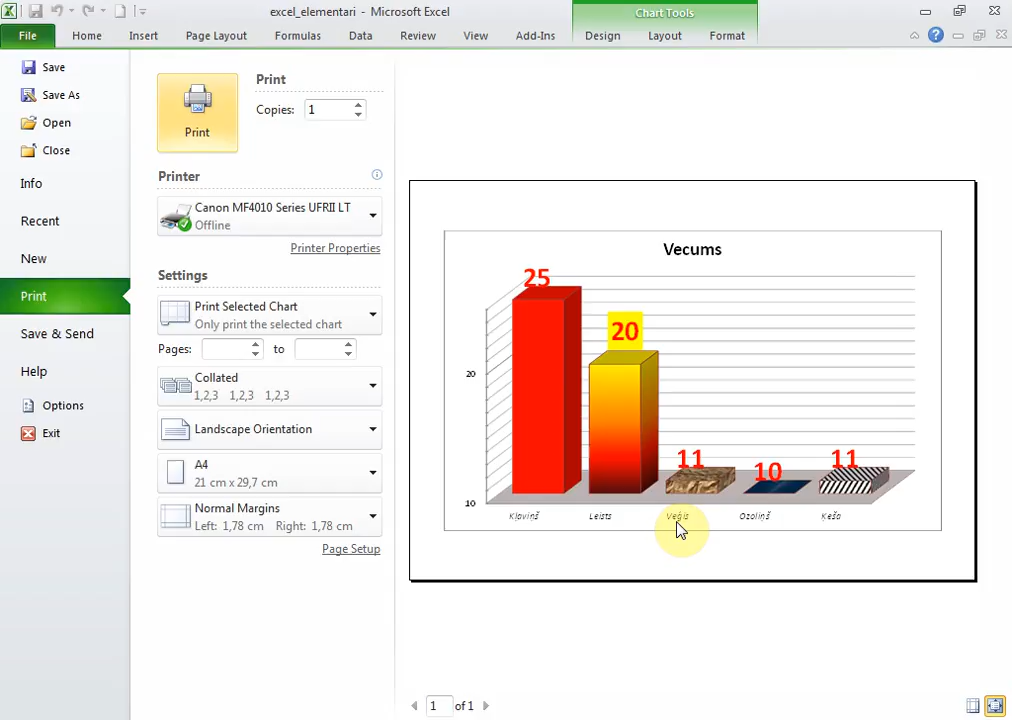 excel_elementari - Microsoft Excel
Chart Tools
File Home Insert Page Layout Formulas Data Review View Add-Ins Design Layout Format
Save
Save As
Open
Close
Info
Recent
New
Print
Save & Send
Help
Options
Exit
Print
Print
Copies: 1
Printer
Canon MF4010 Series UFRII LT
Offline
Printer Properties
Settings
Print Selected Chart
Only print the selected chart
Pages: to
Collated
1,2,3 1,2,3 1,2,3
Landscape Orientation
A4
21 cm x 29,7 cm
Normal Margins
Left: 1,78 cm Right: 1,78 cm
Page Setup
Vecums
25
20
11
10
11
20
10
Kļaviņš Leists Veģis Ozoliņš Ķeša
1 of 1